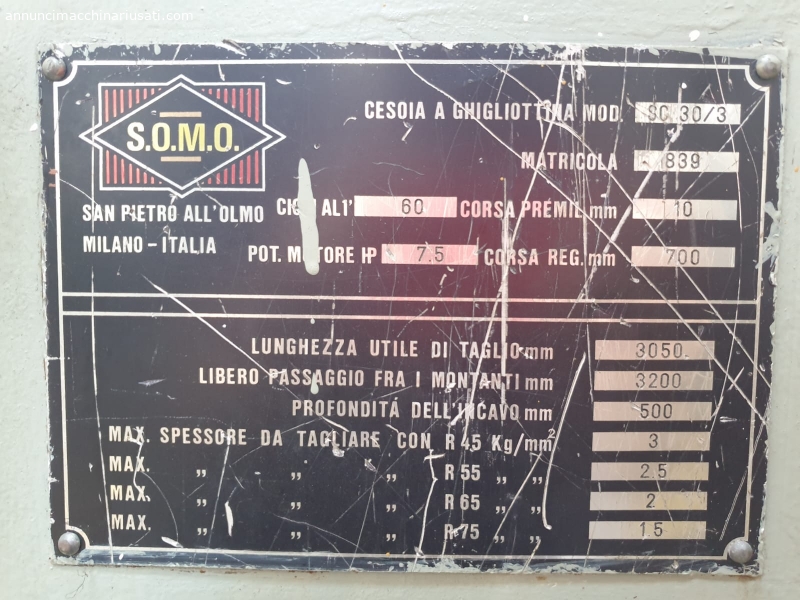 annuncimacchinariusati.com
S.O.M.O.
SAN PIETRO ALL'OLMO
MILANO - ITALIA
CESOIA A GHIGLIOTTINA MOD. SC 30/3
MATRICOLA 839
AL 1' 60 CORSA PREMIL. mm 110
POT. MOTORE HP 7.5 CORSA REG. mm 700
LUNGHEZZA UTILE DI TAGLIO mm 3050
LIBERO PASSAGGIO FRA I MONTANTI mm 3200
PROFONDITÀ DELL'INCAVO mm 500
MAX. SPESSORE DA TAGLIARE CON R 45 Kg/mm² 3
MAX. „ „ „ R 55 „ „ 2.5
MAX. „ „ „ R 65 „ „ 2
MAX. „ „ „ R 75 „ „ 1.5